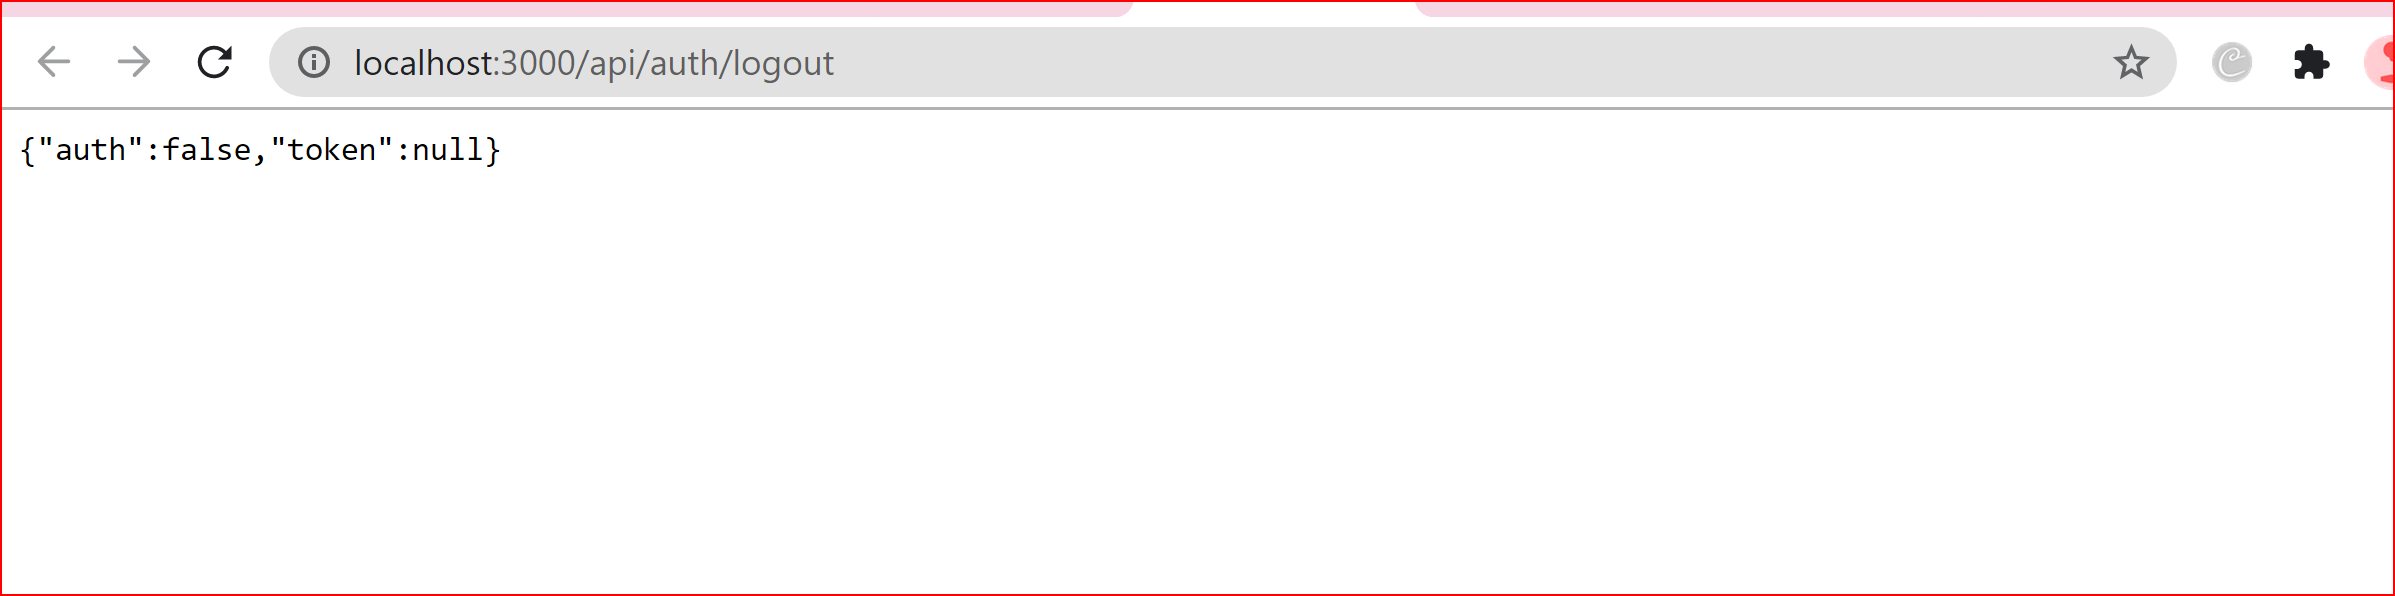 localhost:3000/api/auth/logout
{"auth":false,"token":null}